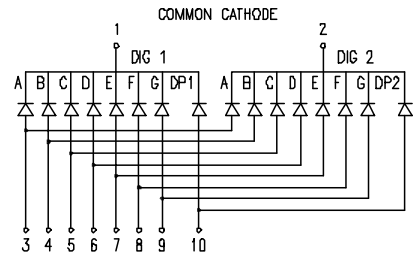 COMMON CATHODE
1 2
DIG 1 DIG 2
A B C D E F G DP1 A B C D E F G DP2
3 4 5 6 7 8 9 10